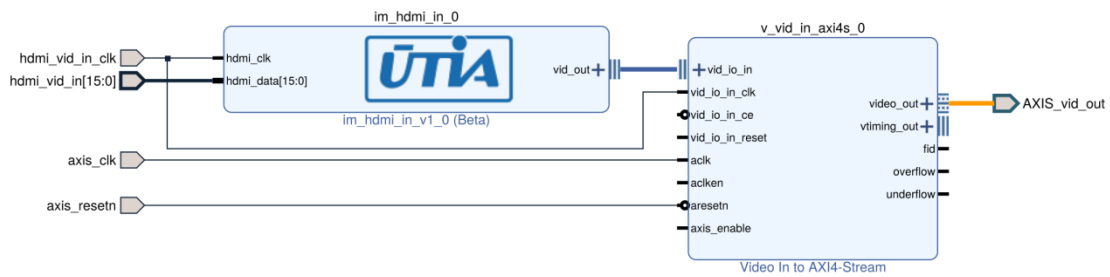 im_hdmi_in_0
v_vid_in_axi4s_0
hdmi_vid_in_clk
hdmi_clk
hdmi_vid_in[15:0]
hdmi_data[15:0]
ÚTIA
vid_out
im_hdmi_in_v1_0 (Beta)
vid_io_in
vid_io_in_clk
vid_io_in_ce
vid_io_in_reset
axis_clk
aclk
aclken
axis_resetn
aresetn
axis_enable
video_out
AXIS_vid_out
vtiming_out
fid
overflow
underflow
Video In to AXI4-Stream